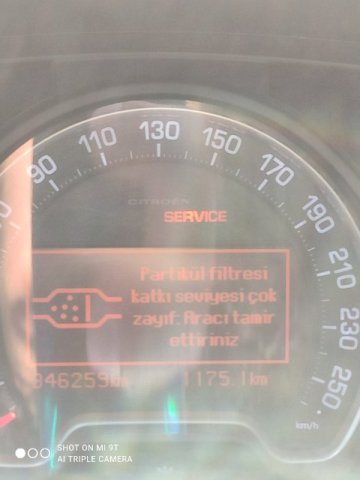 90 110 130 150 170 190 210 230 250
CITROËN
SERVICE
Partikül filtresi
katkı seviyesi çok
zayıf: Aracı tamir
ettiriniz
346259km 1175.1km
km/h
SHOT ON MI 9T
AI TRIPLE CAMERA